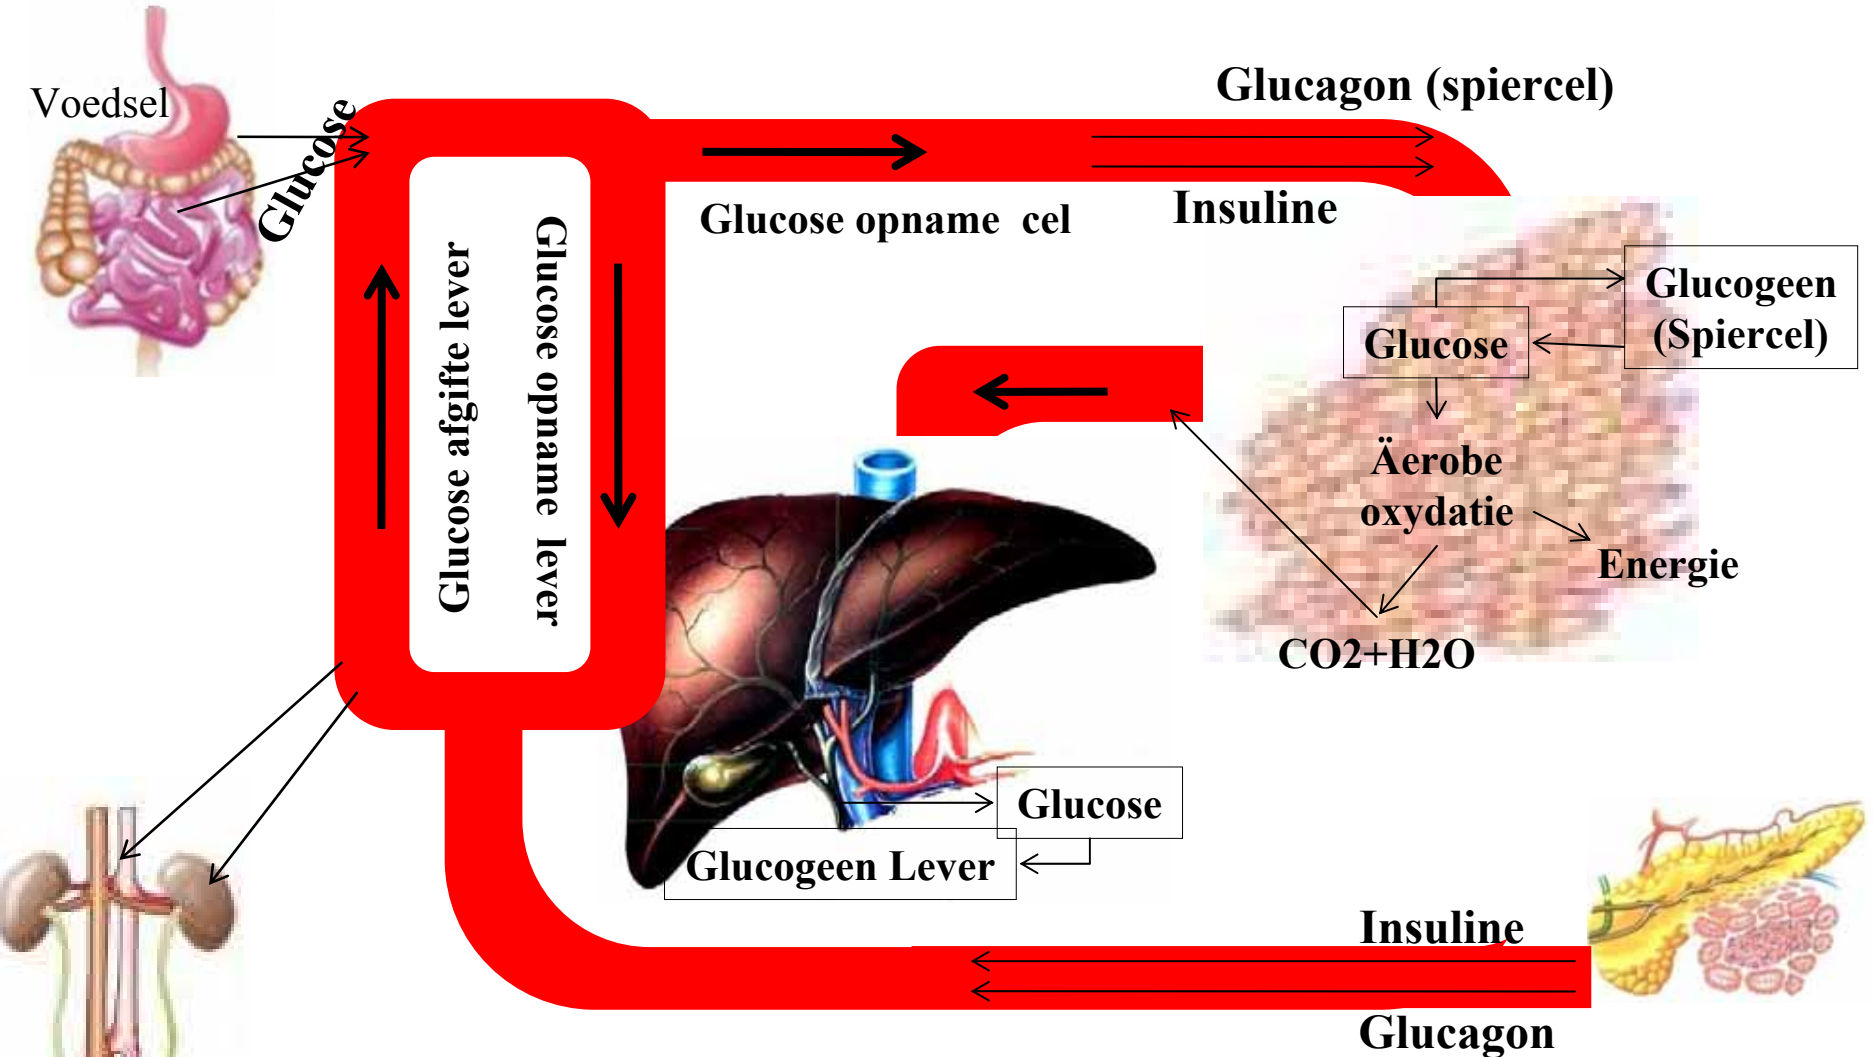 Voedsel
Glucose
Glucagon (spiercel)
Insuline
Glucose opname cel
Glucose afgifte lever
Glucose opname lever
Glucogeen
(Spiercel)
Glucose
Äerobe
oxydatie
Energie
CO2+H2O
Glucose
Glucogeen Lever
Insuline
Glucagon